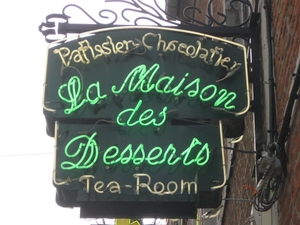 Patissier-Chocolatier
La Maison
des
Desserts
Tea-Room